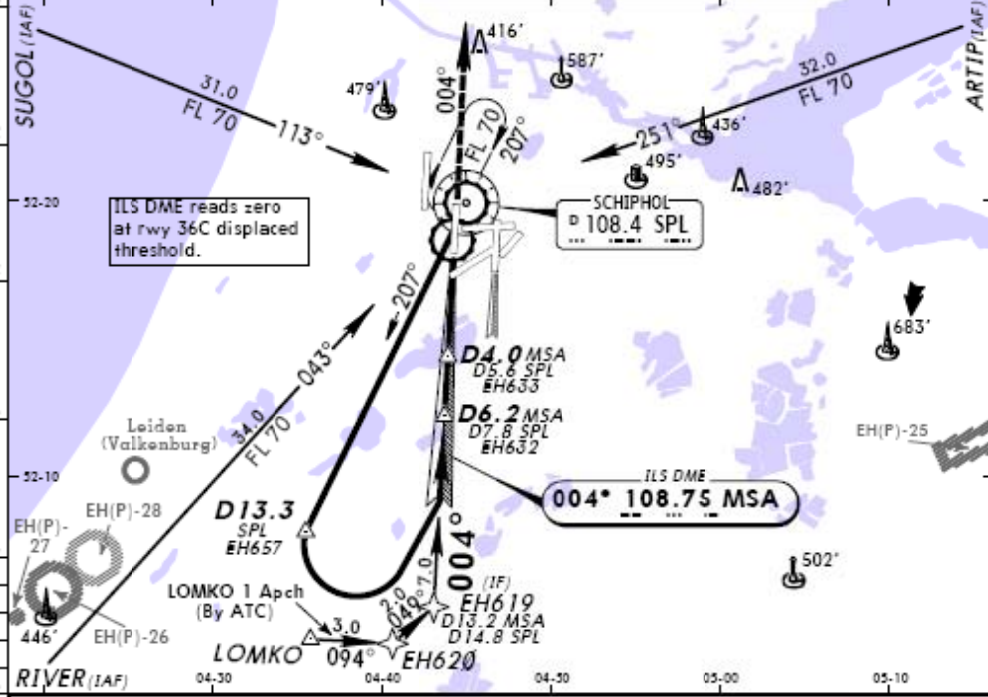 SUGOL (IAF)
416'
587'
32.0
FL 70
ARTIP (IAF)
31.0
FL 70
479'
004°
113°
FL 70
207°
251°
436'
495'
482'
52-20
ILS DME reads zero
at rwy 36C displaced
threshold.
SCHIPHOL
D 108.4 SPL
207°
683'
043°
D4.0 MSA
D5.6 SPL
EH633
34.0
FL 70
Leiden
(Valkenburg)
D6.2 MSA
D7.8 SPL
EH632
EH(P)-25
52-10
ILS DME
004° 108.75 MSA
D13.3
SPL
EH657
EH(P)-28
EH(P)-
27
004°
502'
LOMKO 1 Apch
(By ATC)
7.0
2.0
049°
(IF)
EH619
D13.2 MSA
D14.8 SPL
446'
EH(P)-26
3.0
LOMKO
094°
EH620
RIVER (IAF)
04-30
04-40
04-50
05-00
05-10